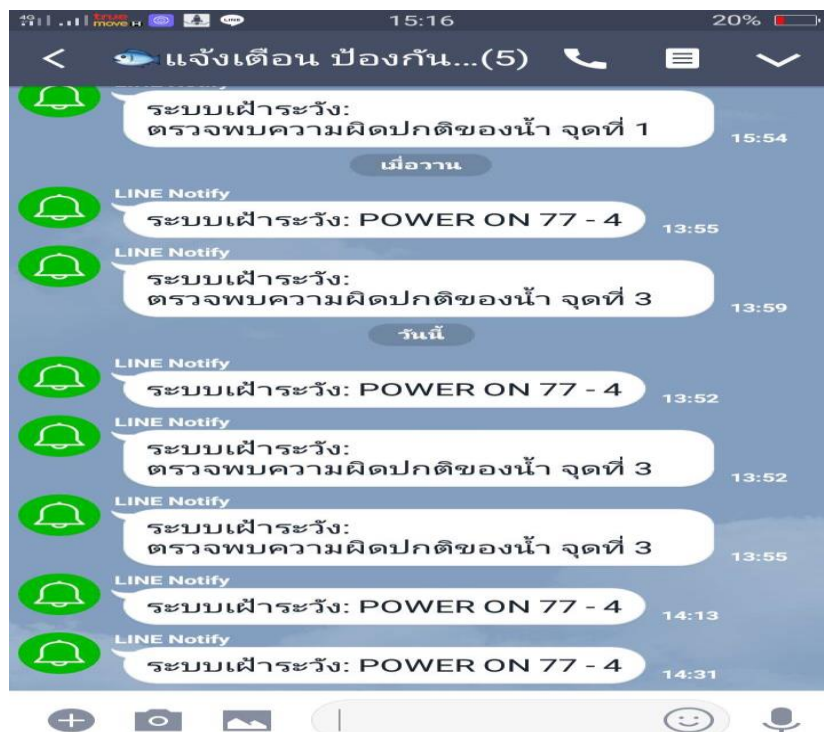 4G true move H LINE 15:16 20%
แจ้งเตือน ป้องกัน...(5)
ระบบเฝ้าระวัง:
ตรวจพบความผิดปกติของน้ำ จุดที่ 1
15:54
เมื่อวาน
LINE Notify
ระบบเฝ้าระวัง: POWER ON 77 - 4
13:55
LINE Notify
ระบบเฝ้าระวัง:
ตรวจพบความผิดปกติของน้ำ จุดที่ 3
13:59
วันนี้
LINE Notify
ระบบเฝ้าระวัง: POWER ON 77 - 4
13:52
LINE Notify
ระบบเฝ้าระวัง:
ตรวจพบความผิดปกติของน้ำ จุดที่ 3
13:52
LINE Notify
ระบบเฝ้าระวัง:
ตรวจพบความผิดปกติของน้ำ จุดที่ 3
13:55
LINE Notify
ระบบเฝ้าระวัง: POWER ON 77 - 4
14:13
LINE Notify
ระบบเฝ้าระวัง: POWER ON 77 - 4
14:31